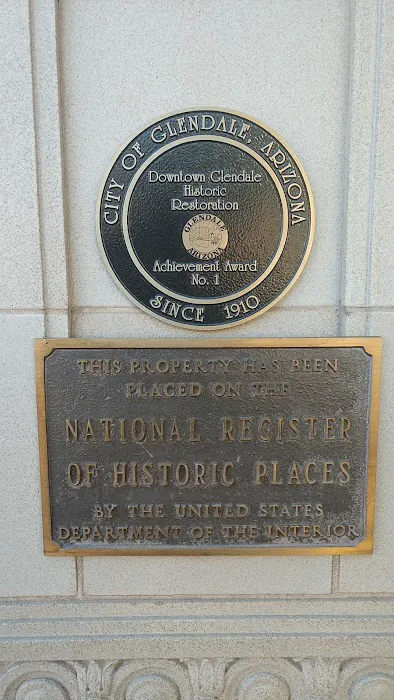 CITY OF GLENDALE, ARIZONA
Downtown Glendale
Historic
Restoration
GLENDALE
ARIZONA
Achievement Award
No. 1
SINCE 1910
THIS PROPERTY HAS BEEN
PLACED ON THE
NATIONAL REGISTER
OF HISTORIC PLACES
BY THE UNITED STATES
DEPARTMENT OF THE INTERIOR